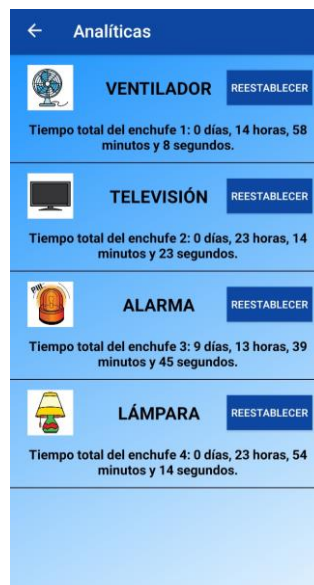 Analíticas
VENTILADOR REESTABLECER
Tiempo total del enchufe 1: 0 días, 14 horas, 58
minutos y 8 segundos.
TELEVISIÓN REESTABLECER
Tiempo total del enchufe 2: 0 días, 23 horas, 14
minutos y 23 segundos.
PIII
ALARMA REESTABLECER
Tiempo total del enchufe 3: 9 días, 13 horas, 39
minutos y 45 segundos.
LÁMPARA REESTABLECER
Tiempo total del enchufe 4: 0 días, 23 horas, 54
minutos y 14 segundos.